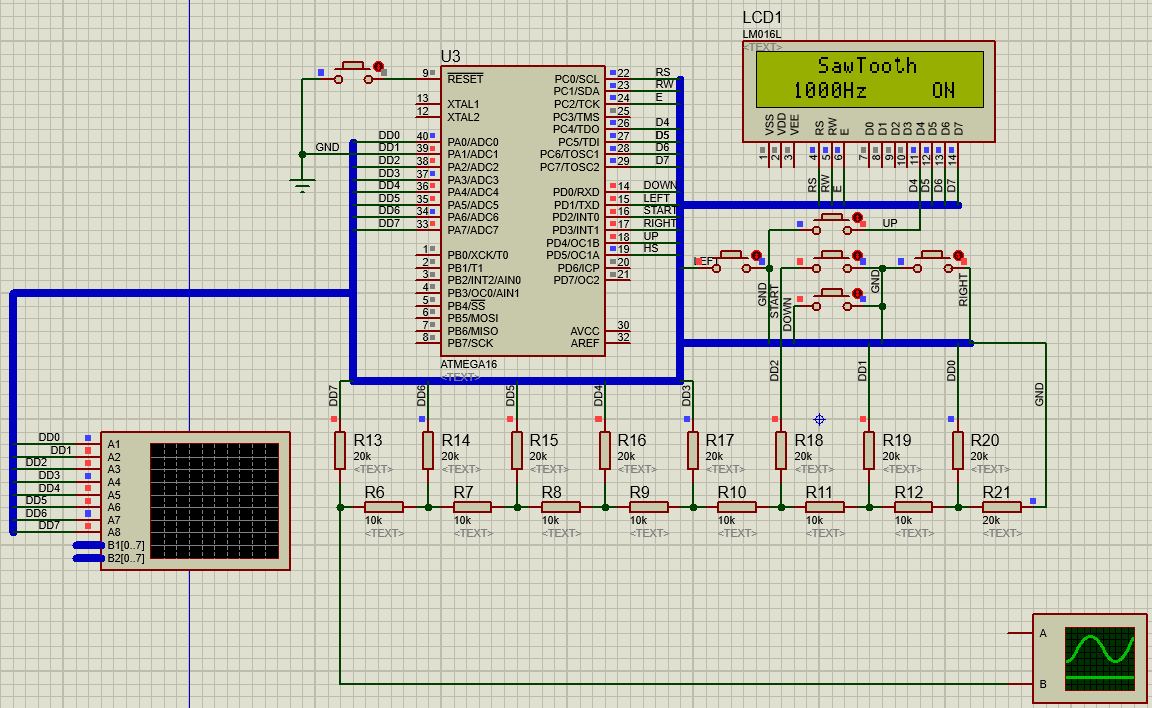 LCD1
LM016L
<TEXT>
SawTooth
1000Hz ON
VSS VDD VEE RS RW E D0 D1 D2 D3 D4 D5 D6 D7
1 2 3 4 5 6 7 8 9 10 11 12 13 14
RS RW E D4 D5 D6 D7
U3
9 RESET
13 XTAL1
12 XTAL2
GND
DD0 40 PA0/ADC0
DD1 39 PA1/ADC1
DD2 38 PA2/ADC2
DD3 37 PA3/ADC3
DD4 36 PA4/ADC4
DD5 35 PA5/ADC5
DD6 34 PA6/ADC6
DD7 33 PA7/ADC7
1 PB0/XCK/T0
2 PB1/T1
3 PB2/INT2/AIN0
4 PB3/OC0/AIN1
5 PB4/SS
6 PB5/MOSI
7 PB6/MISO
8 PB7/SCK
PC0/SCL 22 RS
PC1/SDA 23 RW
PC2/TCK 24 E
PC3/TMS 25
PC4/TDO 26 D4
PC5/TDI 27 D5
PC6/TOSC1 28 D6
PC7/TOSC2 29 D7
PD0/RXD 14 DOWN
PD1/TXD 15 LEFT
PD2/INT0 16 START
PD3/INT1 17 RIGHT
PD4/OC1B 18 UP
PD5/OC1A 19 HS
PD6/ICP 20
PD7/OC2 21
AVCC 30
AREF 32
ATMEGA16
<TEXT>
UP
LEFT
GND
START
DOWN
GND
RIGHT
DD7 DD6 DD5 DD4 DD3 DD2 DD1 DD0 GND
R13 R14 R15 R16 R17 R18 R19 R20
20k 20k 20k 20k 20k 20k 20k 20k
<TEXT> <TEXT> <TEXT> <TEXT> <TEXT> <TEXT> <TEXT> <TEXT>
R6 R7 R8 R9 R10 R11 R12 R21
10k 10k 10k 10k 10k 10k 10k 20k
<TEXT> <TEXT> <TEXT> <TEXT> <TEXT> <TEXT> <TEXT> <TEXT>
DD0 A1
DD1 A2
DD2 A3
DD3 A4
DD4 A5
DD5 A6
DD6 A7
DD7 A8
B1[0..7]
B2[0..7]
A
B